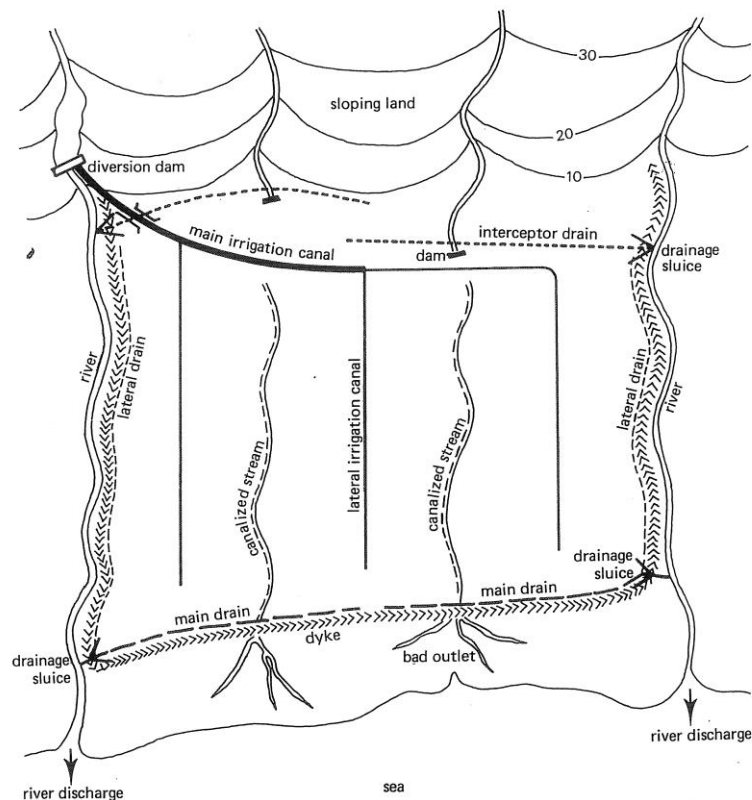 30
sloping land
20
diversion dam
10
main irrigation canal
interceptor drain
dam
drainage
sluice
river
lateral drain
canalized stream
lateral irrigation canal
canalized stream
lateral drain
river
drainage
sluice
main drain
main drain
dyke
drainage
sluice
bad outlet
river discharge
river discharge
sea